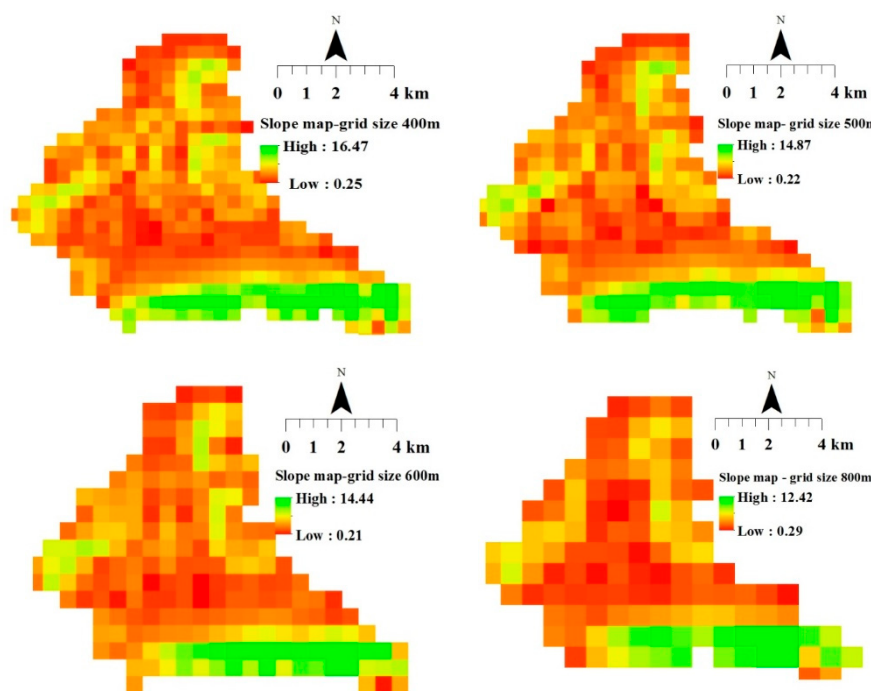 N
0 1 2 4 km
Slope map-grid size 400m
High : 16.47
Low : 0.25
N
0 1 2 4 km
Slope map- grid size 500m
High : 14.87
Low : 0.22
N
0 1 2 4 km
Slope map-grid size 600m
High : 14.44
Low : 0.21
N
0 1 2 4 km
Slope map - grid size 800m
High : 12.42
Low : 0.29